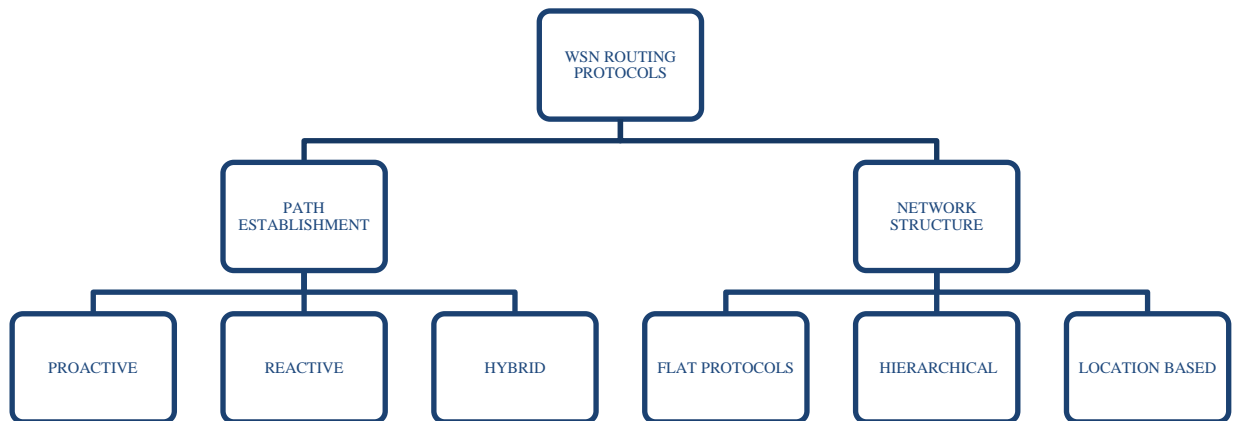 WSN ROUTING
PROTOCOLS
PATH
ESTABLISHMENT
NETWORK
STRUCTURE
PROACTIVE
REACTIVE
HYBRID
FLAT PROTOCOLS
HIERARCHICAL
LOCATION BASED